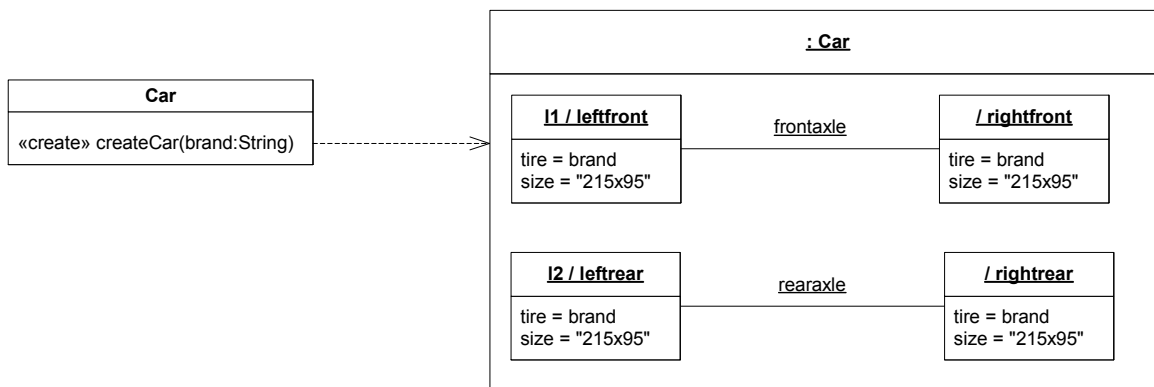 : Car
Car
«create» createCar(brand:String)
l1 / leftfront
tire = brand
size = "215x95"
frontaxle
/ rightfront
tire = brand
size = "215x95"
l2 / leftrear
tire = brand
size = "215x95"
rearaxle
/ rightrear
tire = brand
size = "215x95"